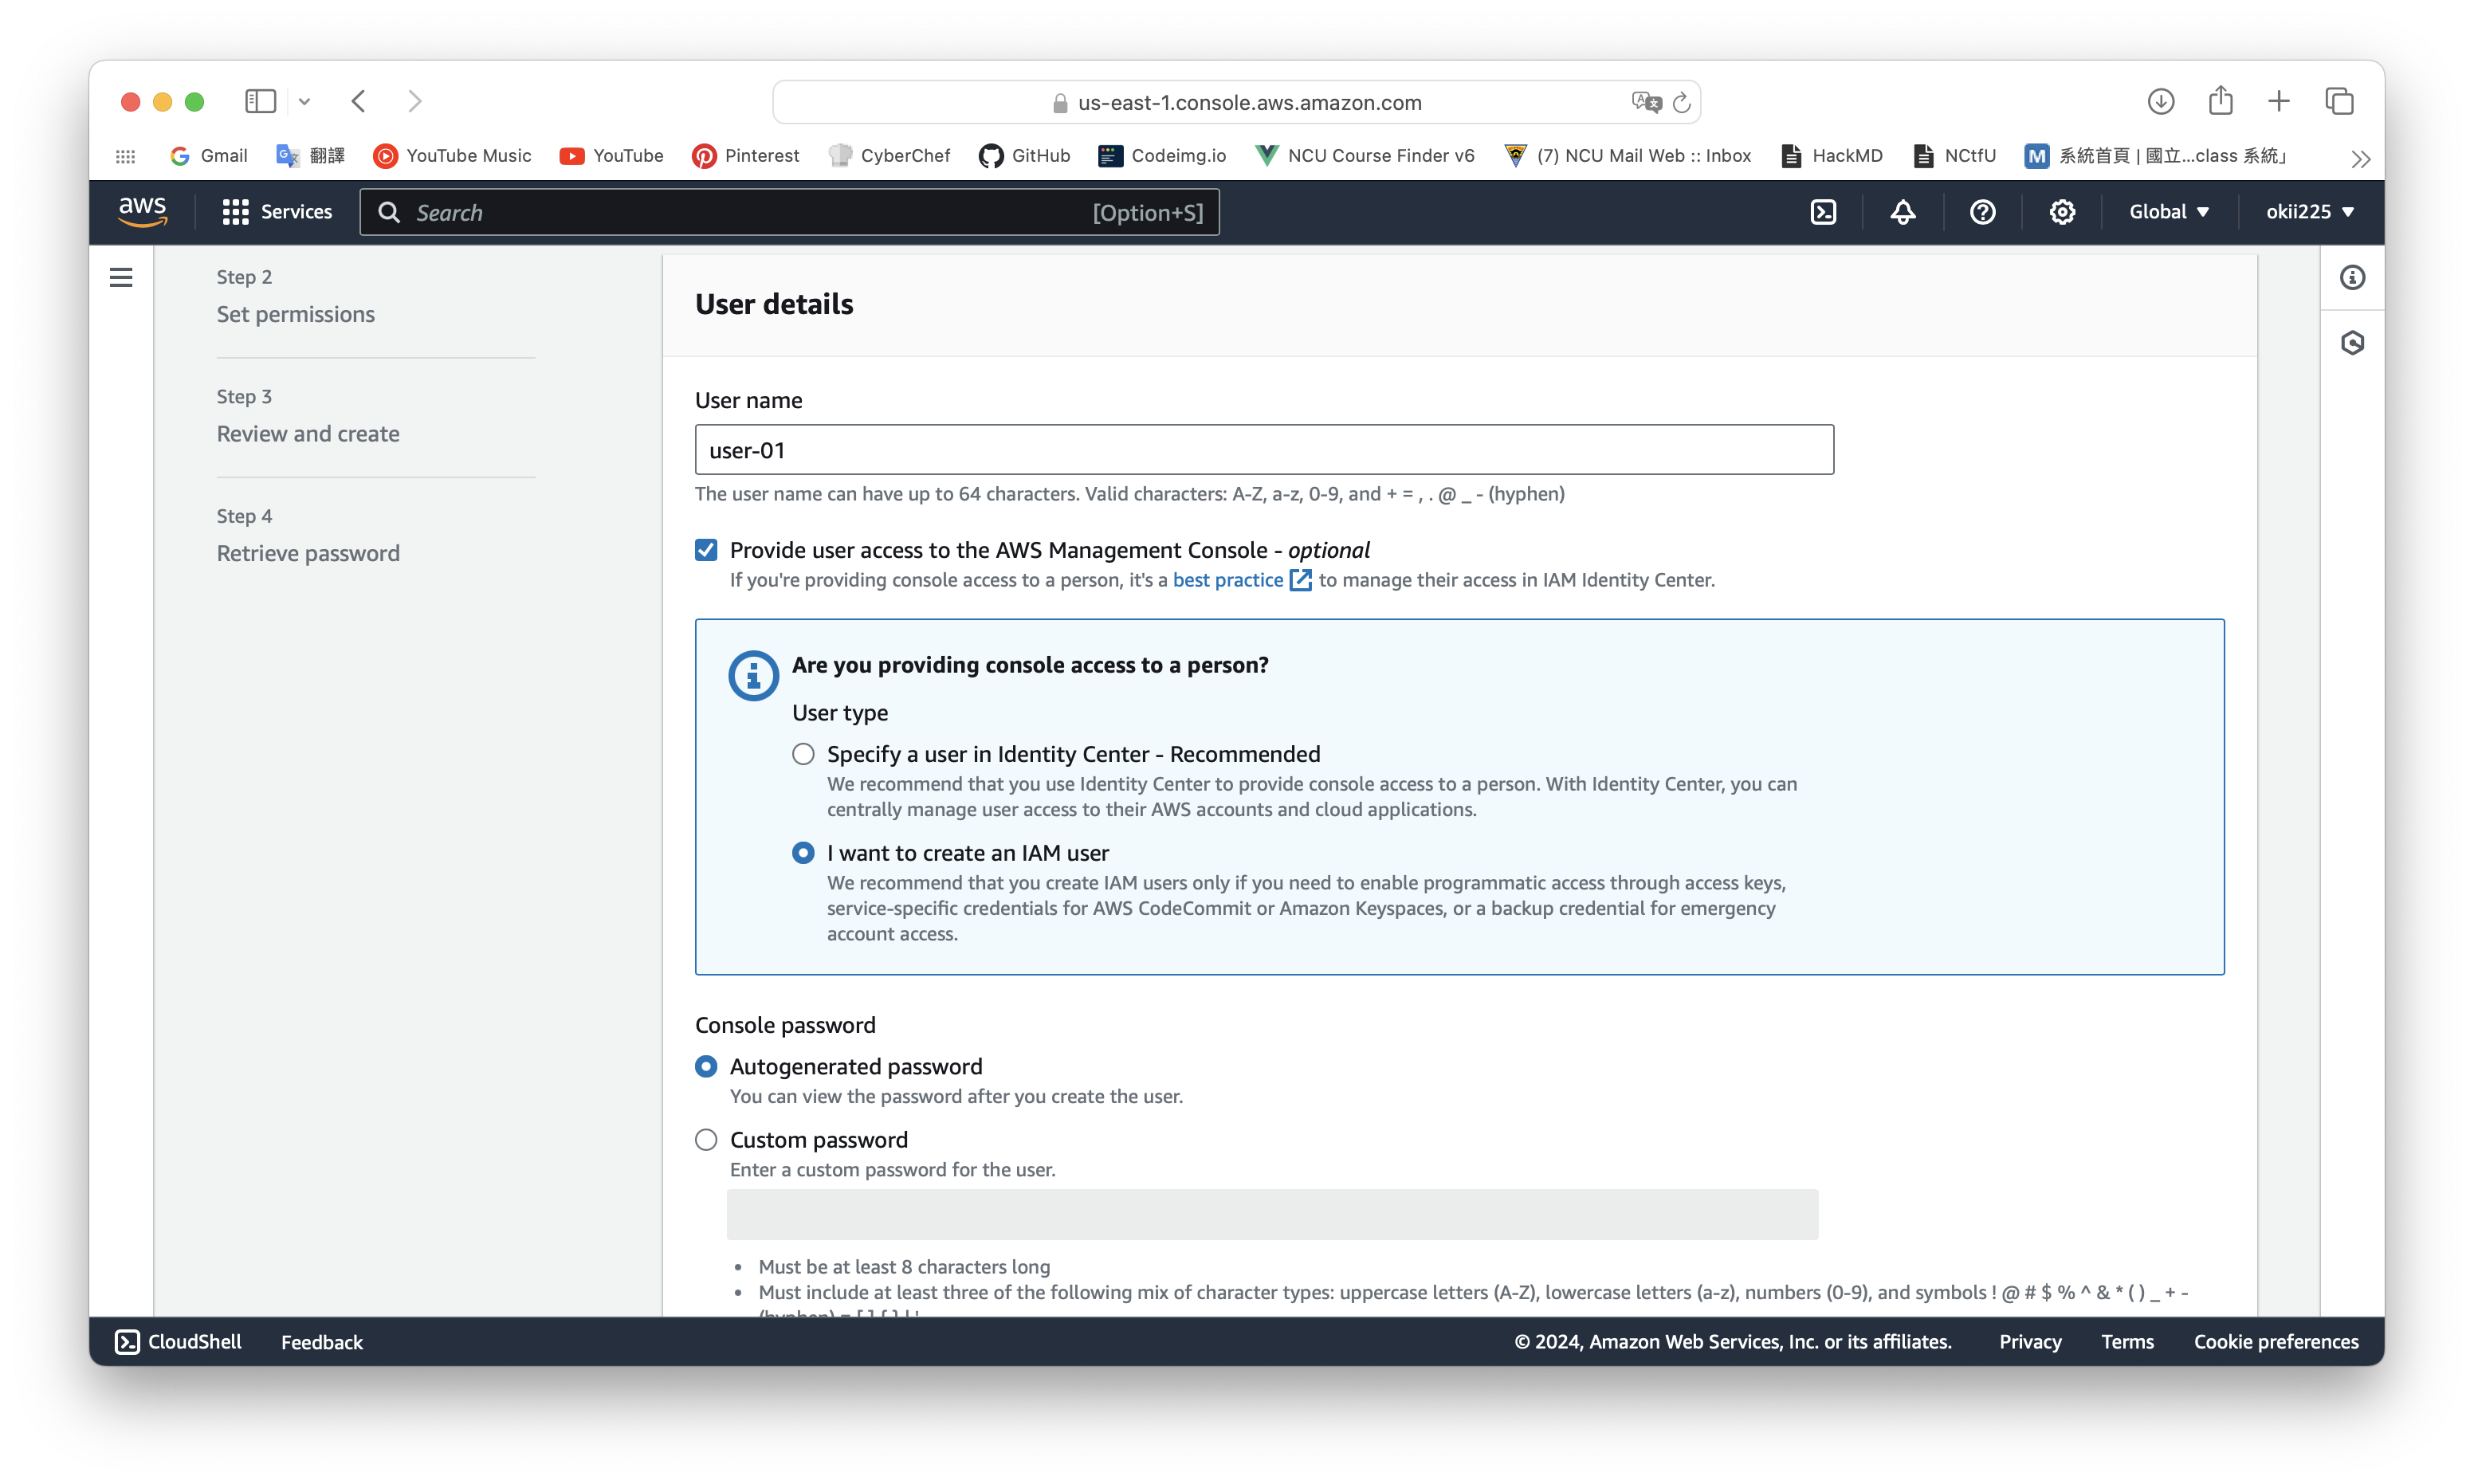 us-east-1.console.aws.amazon.com
Gmail
翻譯
YouTube Music
YouTube
Pinterest
CyberChef
GitHub
Codeimg.io
NCU Course Finder v6
(7) NCU Mail Web :: Inbox
HackMD
NCtfU
系統首頁 | 國立...class 系統」
aws
Services
Search
[Option+S]
Global
okii225
Step 2
Set permissions
Step 3
Review and create
Step 4
Retrieve password
User details
User name
user-01
The user name can have up to 64 characters. Valid characters: A-Z, a-z, 0-9, and + = , . @ _ - (hyphen)
Provide user access to the AWS Management Console - optional
If you're providing console access to a person, it's a best practice to manage their access in IAM Identity Center.
Are you providing console access to a person?
User type
Specify a user in Identity Center - Recommended
We recommend that you use Identity Center to provide console access to a person. With Identity Center, you can
centrally manage user access to their AWS accounts and cloud applications.
I want to create an IAM user
We recommend that you create IAM users only if you need to enable programmatic access through access keys,
service-specific credentials for AWS CodeCommit or Amazon Keyspaces, or a backup credential for emergency
account access.
Console password
Autogenerated password
You can view the password after you create the user.
Custom password
Enter a custom password for the user.
Must be at least 8 characters long
Must include at least three of the following mix of character types: uppercase letters (A-Z), lowercase letters (a-z), numbers (0-9), and symbols ! @ # $ % ^ & * ( ) _ + -
(hyphen) = [ ] { } | '
CloudShell
Feedback
© 2024, Amazon Web Services, Inc. or its affiliates.
Privacy
Terms
Cookie preferences